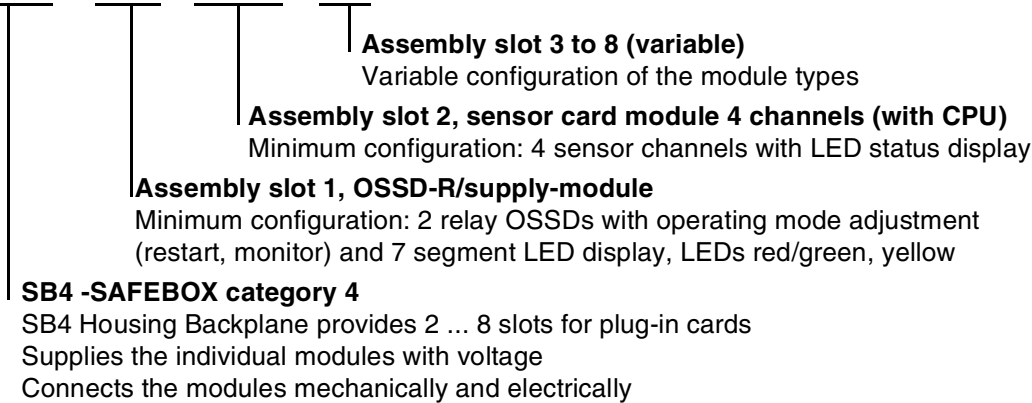 Assembly slot 3 to 8 (variable)
Variable configuration of the module types
Assembly slot 2, sensor card module 4 channels (with CPU)
Minimum configuration: 4 sensor channels with LED status display
Assembly slot 1, OSSD-R/supply-module
Minimum configuration: 2 relay OSSDs with operating mode adjustment
(restart, monitor) and 7 segment LED display, LEDs red/green, yellow
SB4 -SAFEBOX category 4
SB4 Housing Backplane provides 2 ... 8 slots for plug-in cards
Supplies the individual modules with voltage
Connects the modules mechanically and electrically